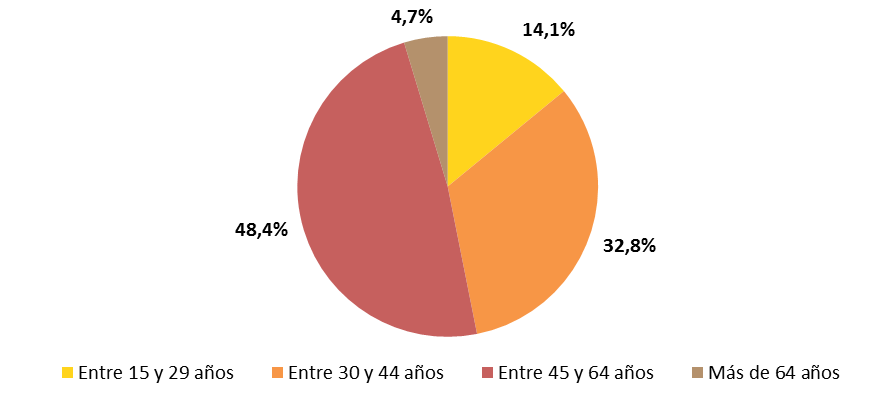 4,7%
14,1%
48,4%
32,8%
Entre 15 y 29 años
Entre 30 y 44 años
Entre 45 y 64 años
Más de 64 años